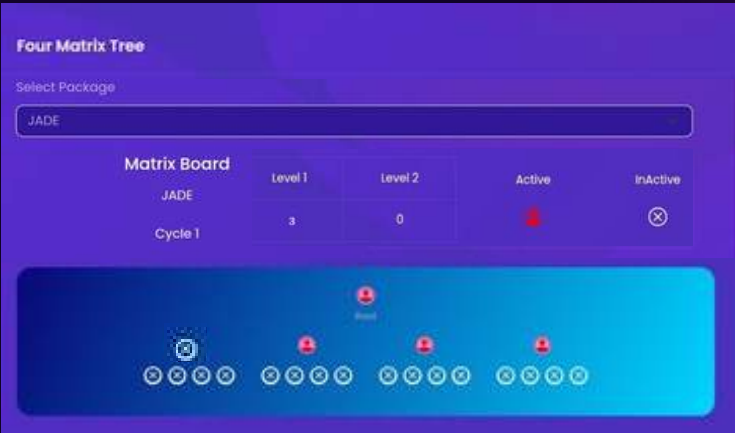 Four Matrix Tree
Select Package
JADE
Matrix Board
Level 1
Level 2
Active
InActive
JADE
3
0
Cycle 1